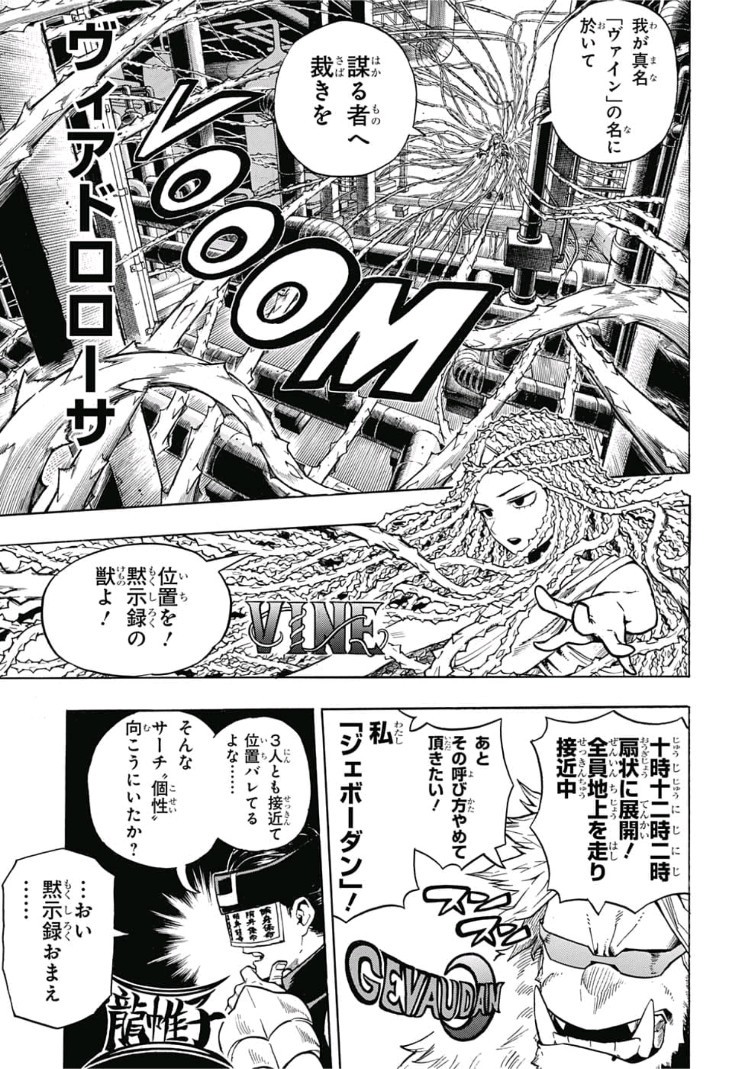 我が真名
「ヴァイン」の名に
於いて
謀る者へ
裁きを
ヴィアドロローサ
VOOOM
位置を!
黙示録の
獣よ!
VINE
十時十二時二時
扇状に展開!
全員地上を走り
接近中
あと
その呼び方やめて
頂きたい!
私
「ジェボーダン」!
スンスン
GEVAUDAN
3人とも接近て
位置バレてる
よな……
そんな
サーチ〝個性〟
向こうにいたか?
龍帷子
…おい
黙示録おまえ
……